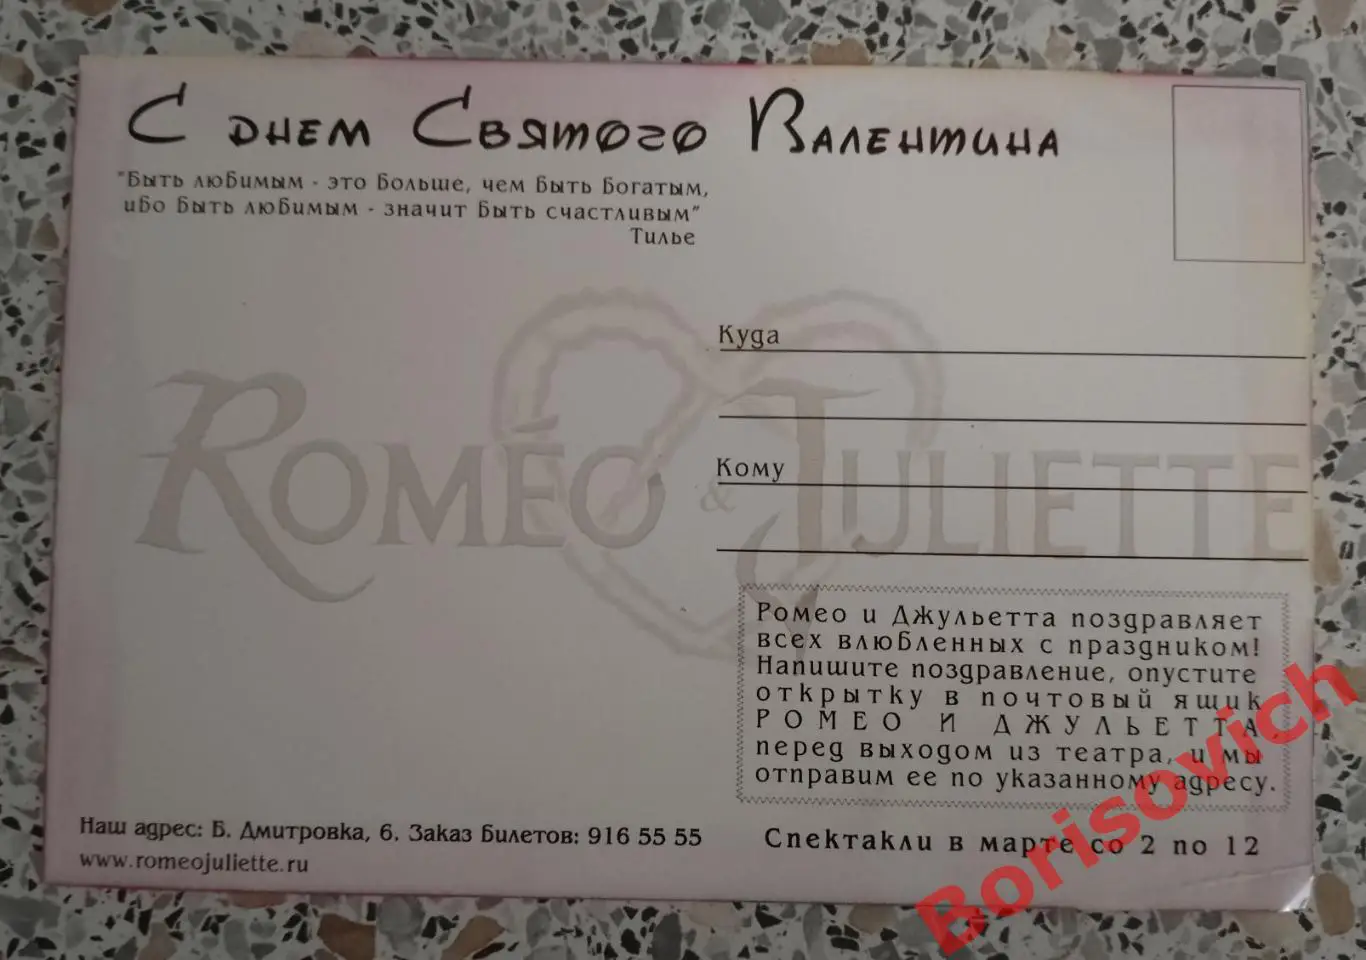 С днем Святого Валентина
"Быть любимым - это больше, чем быть богатым,
ибо быть любимым - значит быть счастливым"
Тилье
Куда
Кому
ROMÉO & JULIETTE
Ромео и Джульетта поздравляет
всех влюбленных с праздником!
Напишите поздравление, опустите
открытку в почтовый ящик
РОМЕО И ДЖУЛЬЕТТА,
перед выходом из театра, и мы
отправим ее по указанному адресу.
Наш адрес: Б. Дмитровка, 6. Заказ билетов: 916 55 55
www.romeojuliette.ru
Спектакли в марте со 2 по 12
Borisovich